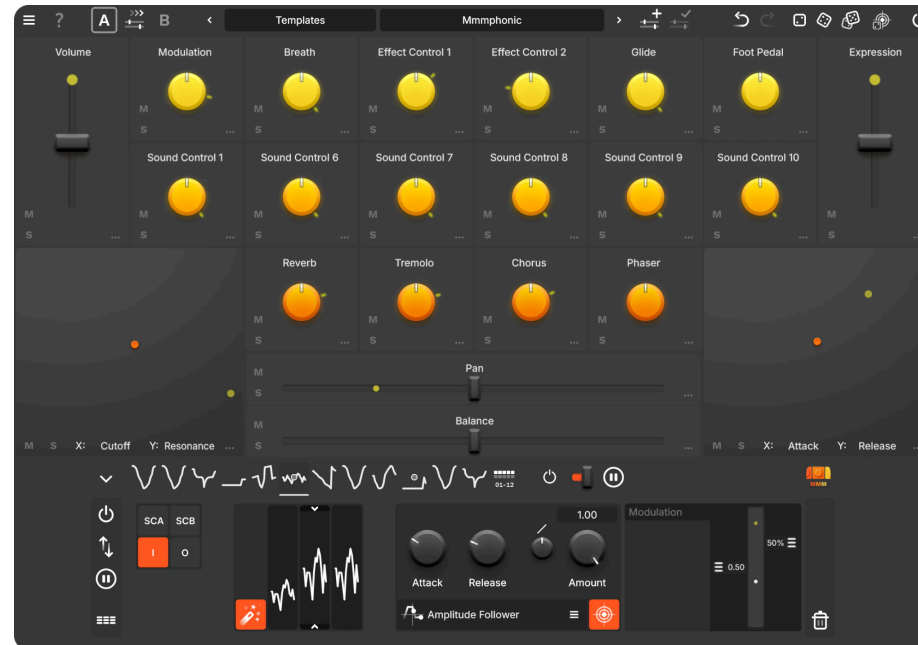 ? A B Templates Mmmphonic
Volume Modulation Breath Effect Control 1 Effect Control 2 Glide Foot Pedal Expression
M M M M M M
S ... S ... S ... S ... S ... S ...
Sound Control 1 Sound Control 6 Sound Control 7 Sound Control 8 Sound Control 9 Sound Control 10
M M M M M M M M
S ... S ... S ... S ... S ... S ... S ... S ...
Reverb Tremolo Chorus Phaser
M M M M
S ... S ... S ... S ...
M Pan
S ...
M Balance
M S X: Cutoff Y: Resonance ... S ... M S X: Attack Y: Release ...
01-12
MMM
SCA SCB
I O
1.00
Modulation
50%
0.50
Attack Release Amount
Amplitude Follower